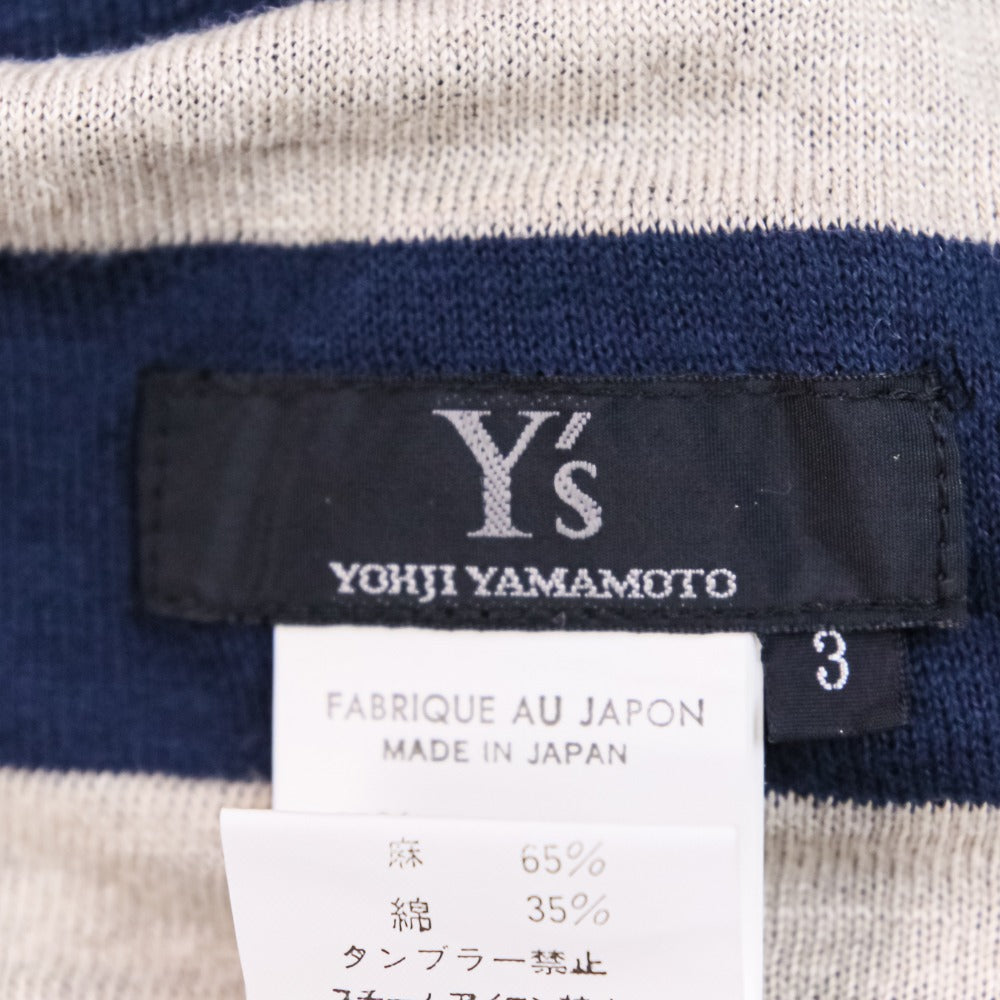 Y's
YOHJI YAMAMOTO
3
FABRIQUE AU JAPON
MADE IN JAPAN
麻 65%
綿 35%
タンブラー禁止